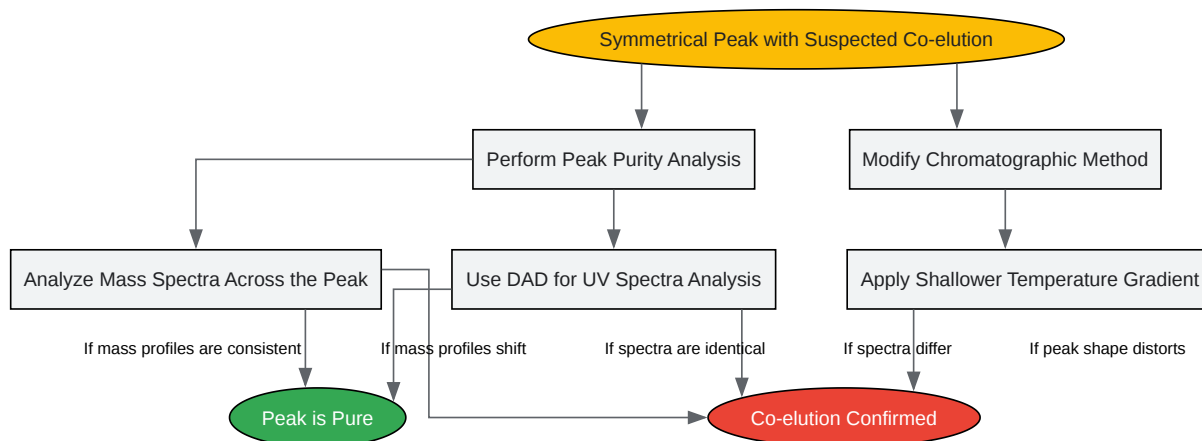 Symmetrical Peak with Suspected Co-elution
Perform Peak Purity Analysis
Modify Chromatographic Method
Analyze Mass Spectra Across the Peak
Use DAD for UV Spectra Analysis
Apply Shallower Temperature Gradient
If mass profiles are consistent
If mass profiles shift
If spectra are identical
If spectra differ
If peak shape distorts
Peak is Pure
Co-elution Confirmed